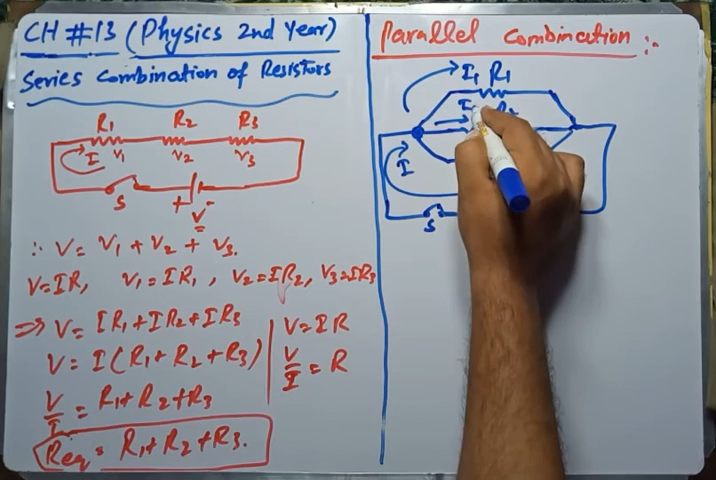 CH #13 (Physics 2nd Year)
Series Combination of Resistors
R1 R2 R3
I V1 V2 V3
S + V -
∴ V = V1 + V2 + V3.
V=IR, V1=IR1, V2=IR2, V3=IR3
⇒ V= IR1+IR2+IR3
V= I(R1+R2+R3)
V/I = R1+R2+R3
Req = R1+R2+R3.
V=IR
V/I = R
Parallel Combination :-
I1 R1
I
S